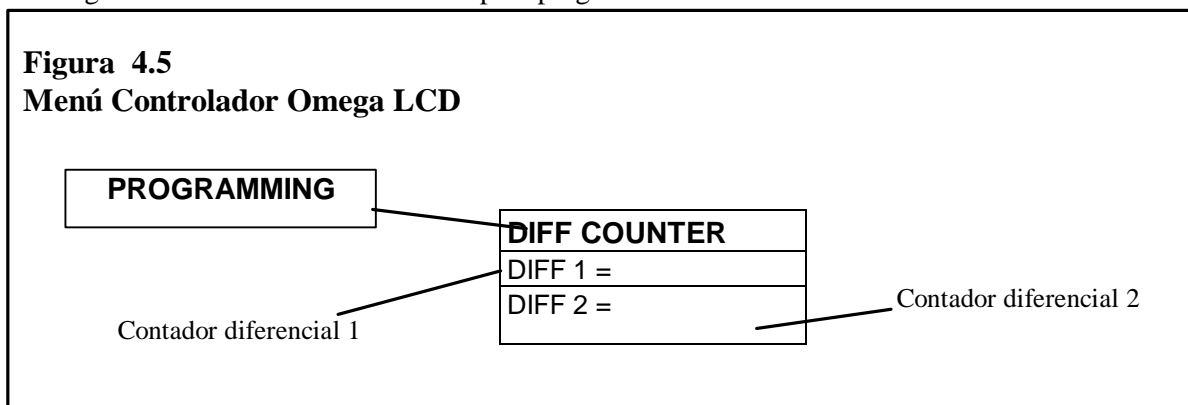 Figura 4.5
Menú Controlador Omega LCD
PROGRAMMING
DIFF COUNTER
DIFF 1 =
DIFF 2 =
Contador diferencial 2
Contador diferencial 1